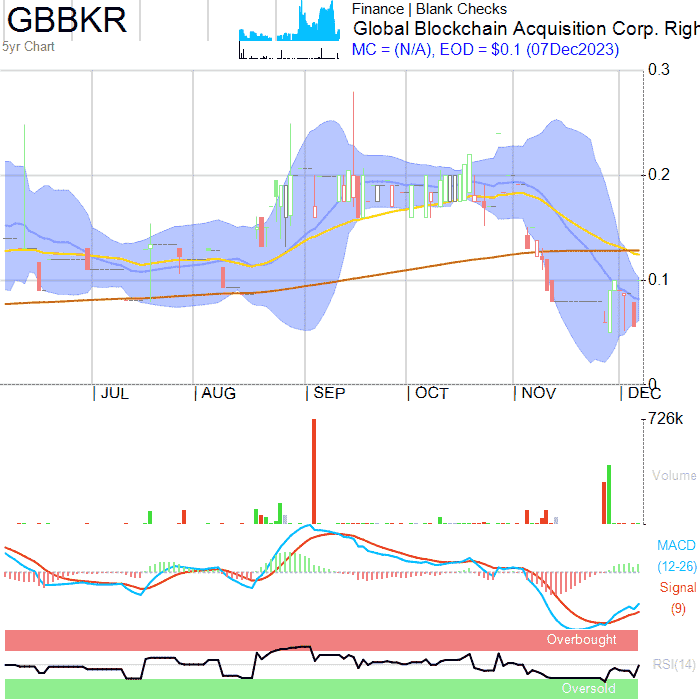 GBBKR
5yr Chart
Finance | Blank Checks
Global Blockchain Acquisition Corp. Righ
MC = (N/A), EOD = $0.1 (07Dec2023)
0.3
0.2
0.1
0
JUL AUG SEP OCT NOV DEC
726k
Volume
MACD
(12-26)
Signal
(9)
Overbought
RSI(14)
Oversold